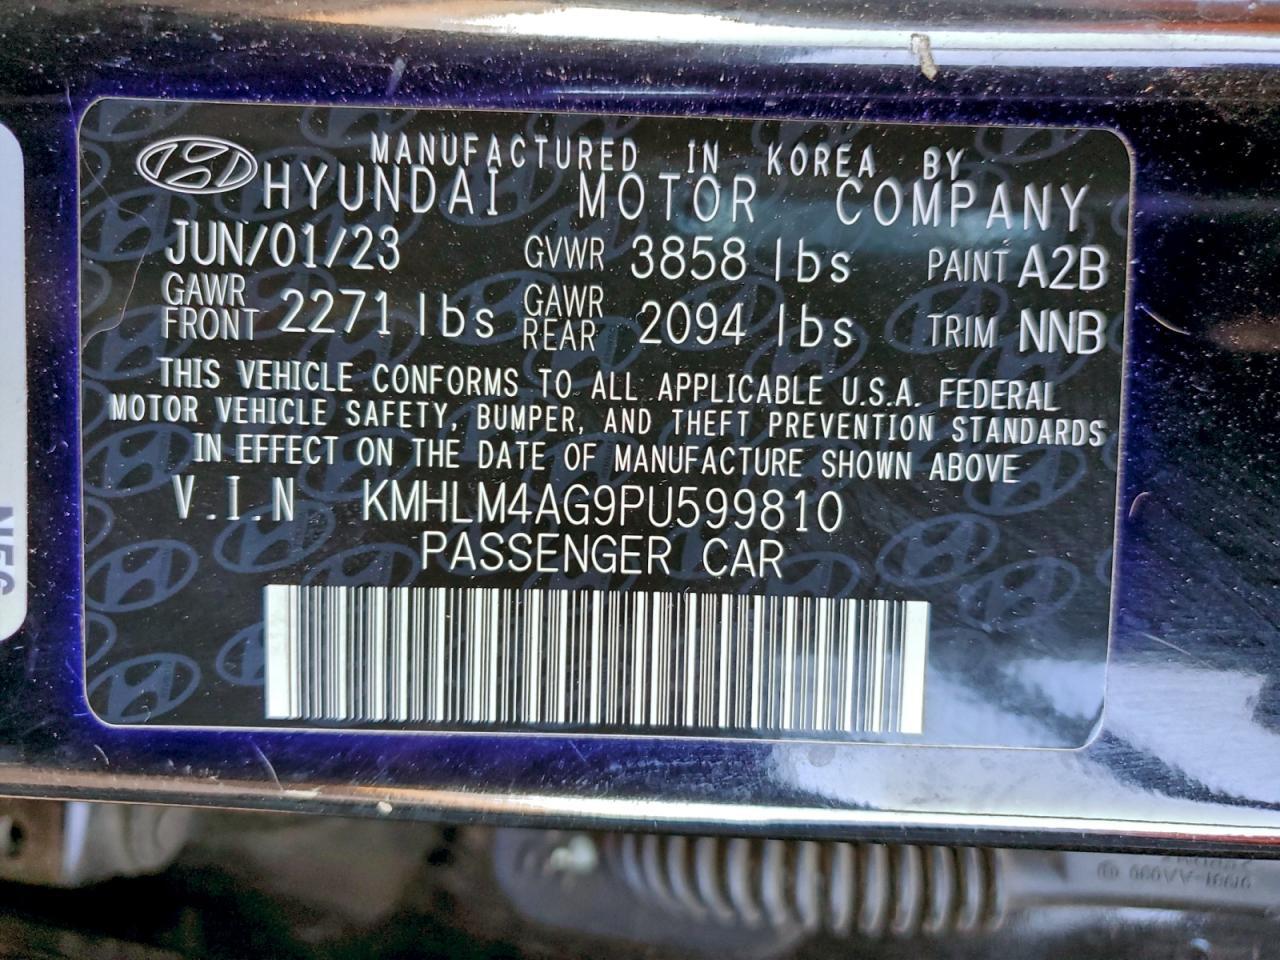 MANUFACTURED IN KOREA BY
HYUNDAI MOTOR COMPANY
JUN/01/23 GVWR 3858 lbs PAINT A2B
GAWR FRONT 2271 lbs GAWR REAR 2094 lbs TRIM NNB
THIS VEHICLE CONFORMS TO ALL APPLICABLE U.S.A. FEDERAL
MOTOR VEHICLE SAFETY, BUMPER, AND THEFT PREVENTION STANDARDS
IN EFFECT ON THE DATE OF MANUFACTURE SHOWN ABOVE
V.I.N KMHLM4AG9PU599810
PASSENGER CAR